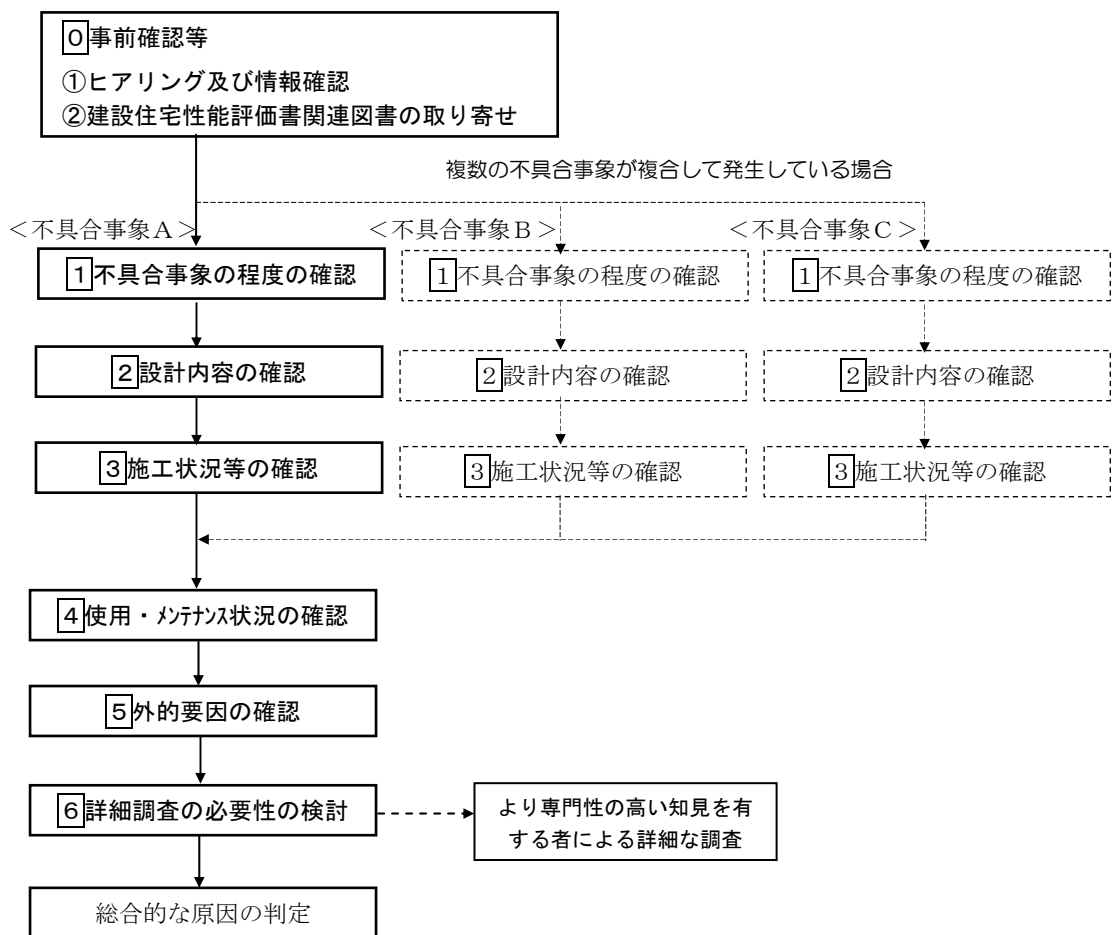 0事前確認等
①ヒアリング及び情報確認
②建設住宅性能評価書関連図書の取り寄せ
複数の不具合事象が複合して発生している場合
＜不具合事象A＞
＜不具合事象B＞
＜不具合事象C＞
1不具合事象の程度の確認
1不具合事象の程度の確認
1不具合事象の程度の確認
2設計内容の確認
2設計内容の確認
2設計内容の確認
3施工状況等の確認
3施工状況等の確認
3施工状況等の確認
4使用・ﾒﾝﾃﾅﾝｽ状況の確認
5外的要因の確認
6詳細調査の必要性の検討
より専門性の高い知見を有
する者による詳細な調査
総合的な原因の判定